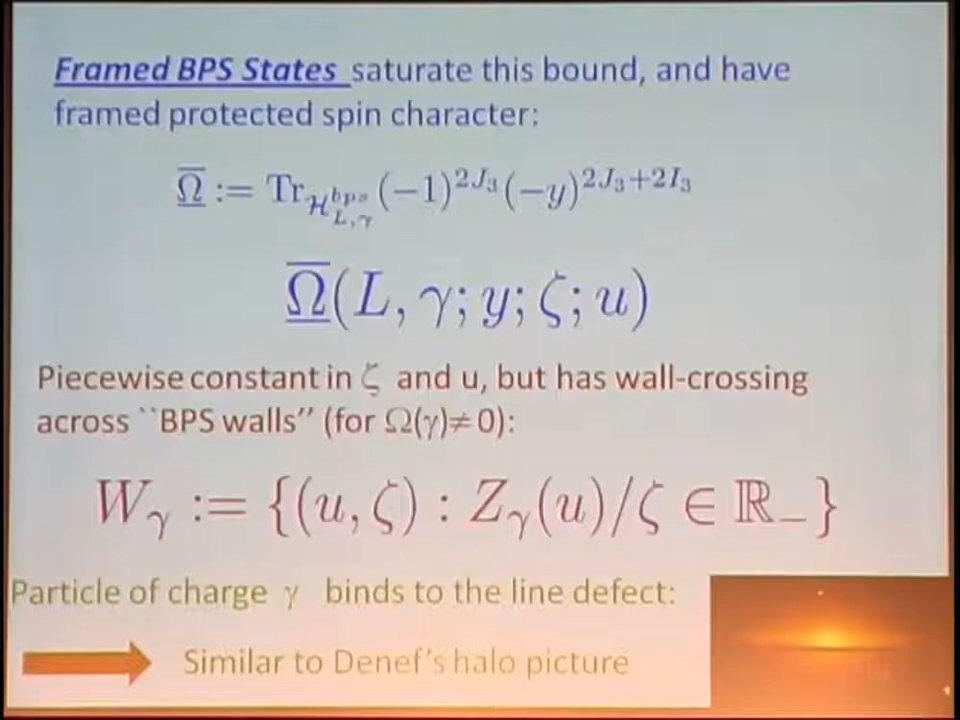 Framed BPS States saturate this bound, and have
framed protected spin character:
$\underline{\overline{\Omega}} := \mathrm{Tr}_{\mathcal{H}^{bps}_{L,\gamma}} (-1)^{2J_3} (-y)^{2J_3+2I_3}$
$\underline{\overline{\Omega}}(L, \gamma; y; \zeta; u)$
Piecewise constant in ζ and u, but has wall-crossing
across ``BPS walls'' (for Ω(γ)≠ 0):
$W_\gamma := \{(u, \zeta) : Z_\gamma(u)/\zeta \in \mathbb{R}_-\}$
Particle of charge γ binds to the line defect:
Similar to Denef's halo picture